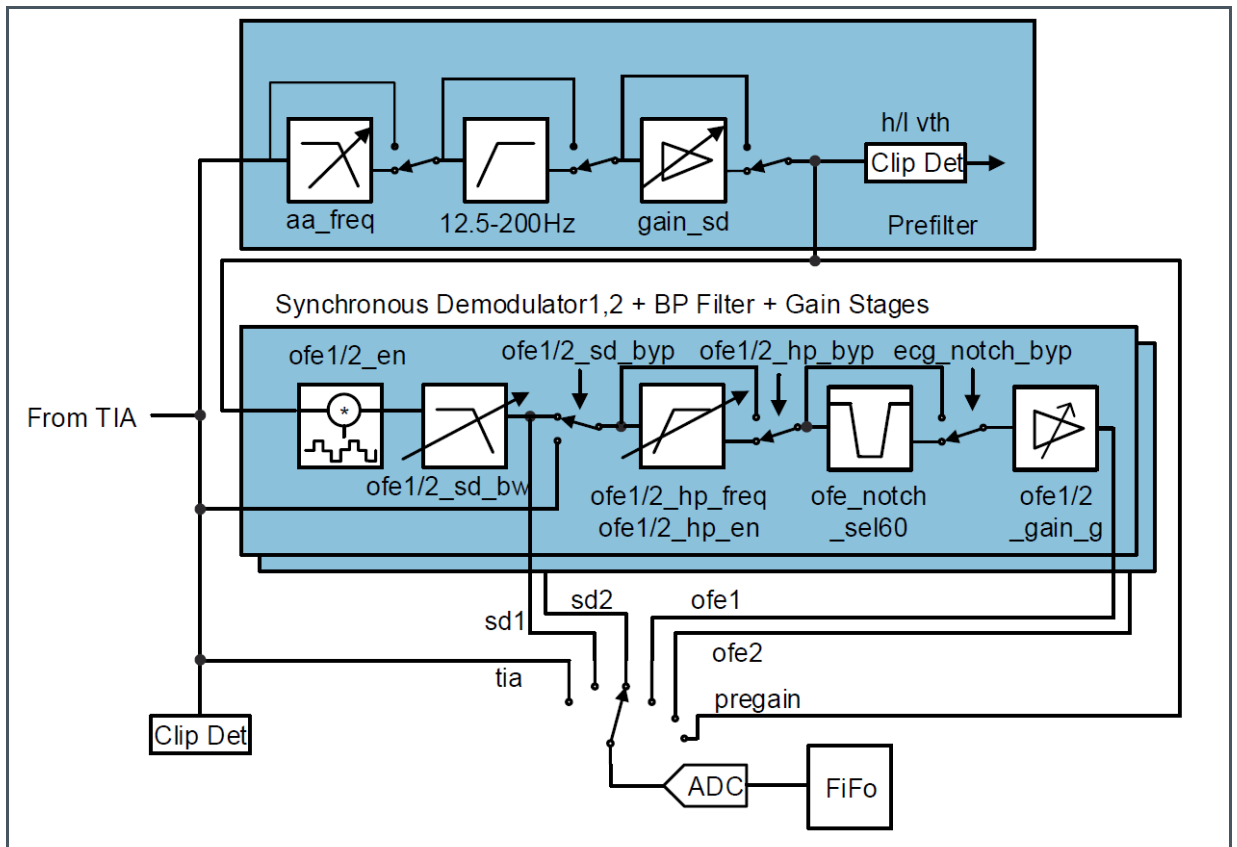 h/l vth
Clip Det
aa_freq
12.5-200Hz
gain_sd
Prefilter
Synchronous Demodulator1,2 + BP Filter + Gain Stages
ofe1/2_en
ofe1/2_sd_byp
ofe1/2_hp_byp
ecg_notch_byp
From TIA
*
ofe1/2_sd_bw
ofe1/2_hp_freq
ofe1/2_hp_en
ofe_notch
_sel60
ofe1/2
_gain_g
sd2
ofe1
sd1
ofe2
tia
pregain
Clip Det
ADC
FiFo